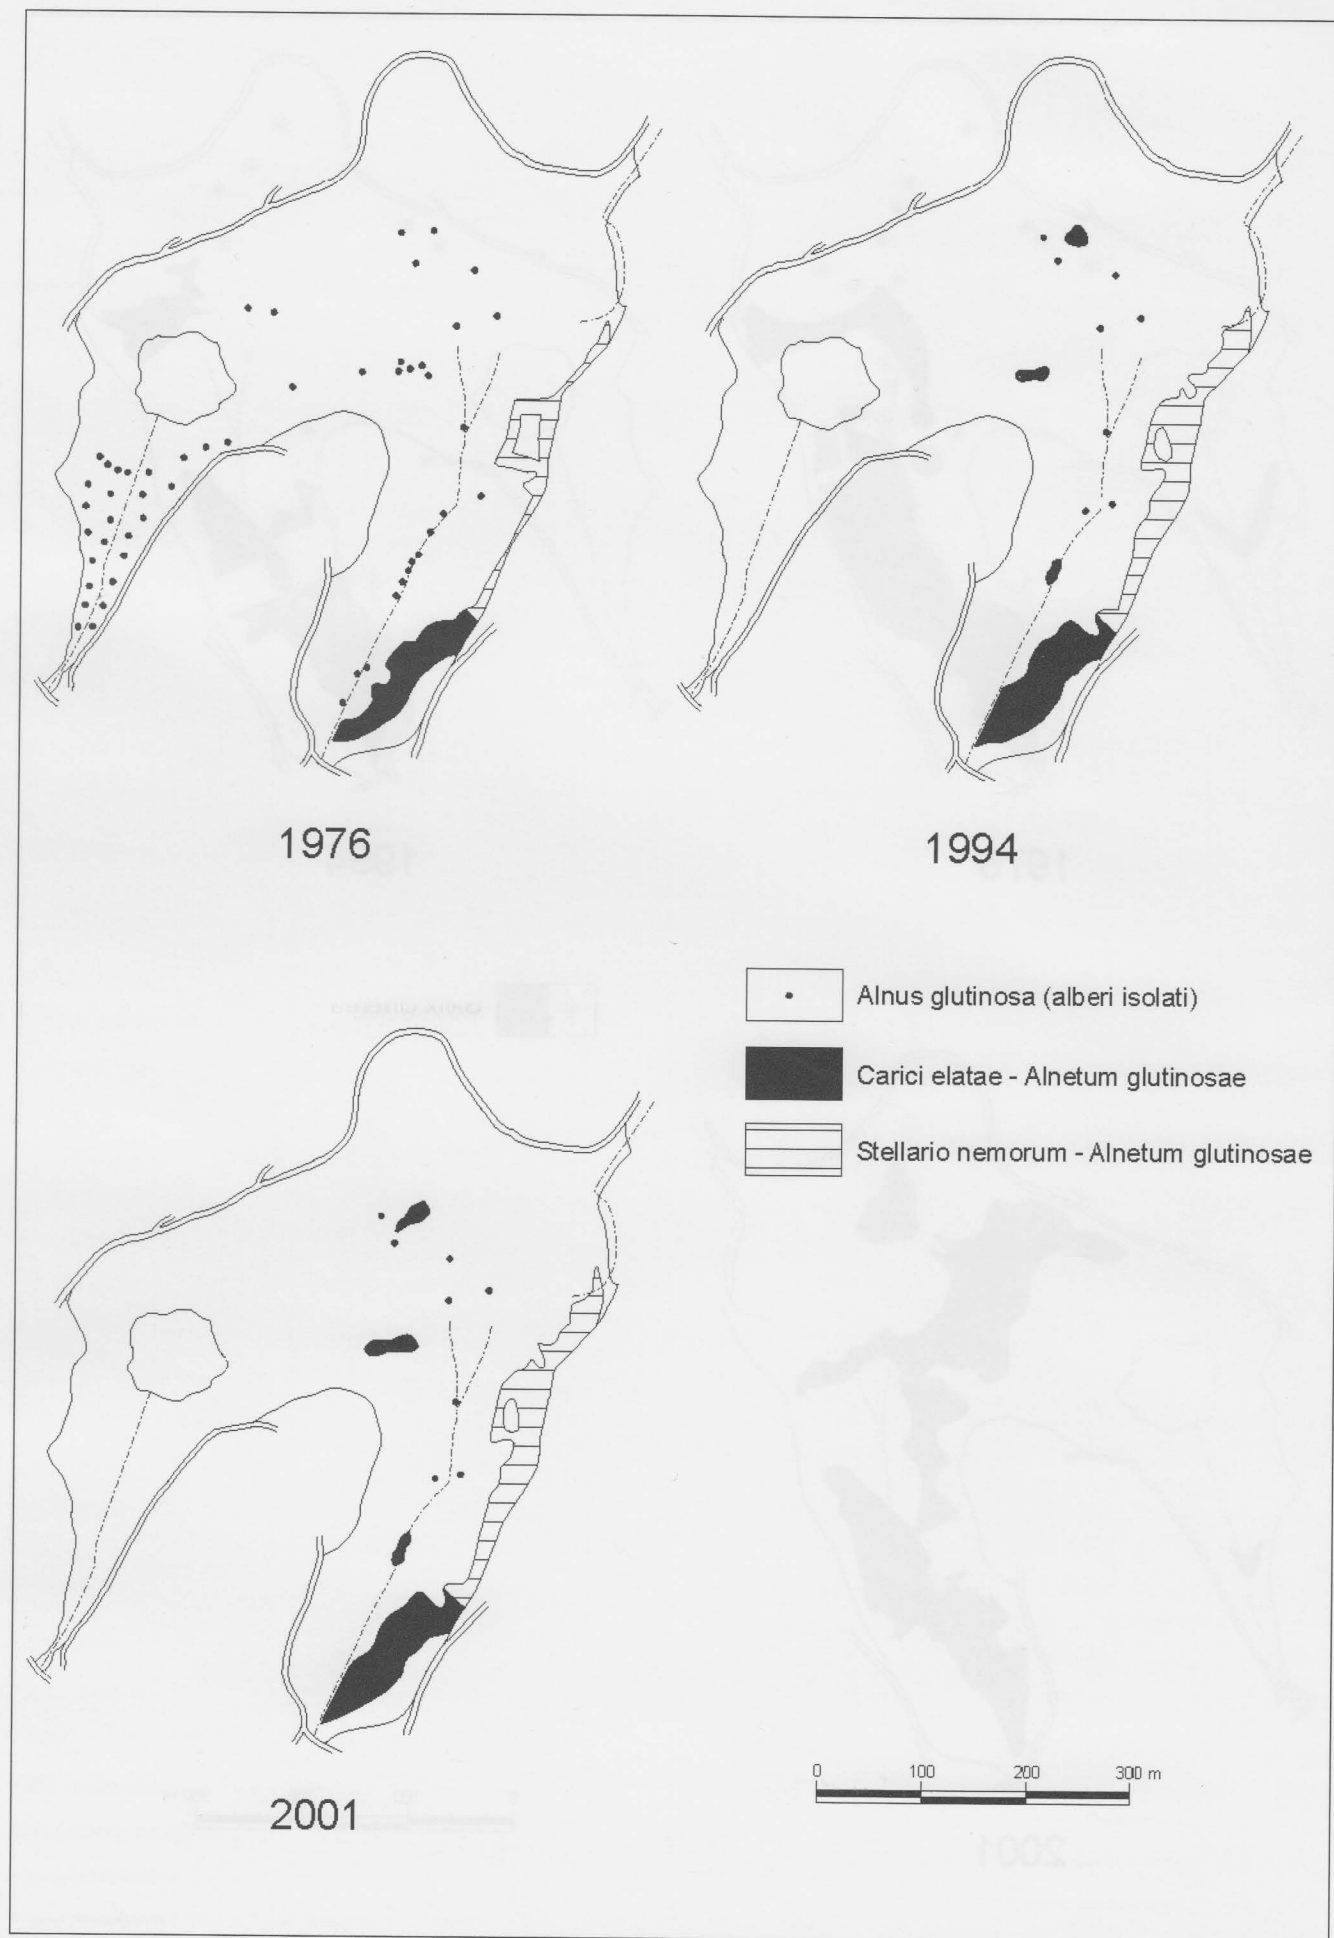 1976
1994
Alnus glutinosa (alberi isolati)
Carici elatae - Alnetum glutinosae
Stellario nemorum - Alnetum glutinosae
0 100 200 300 m
2001